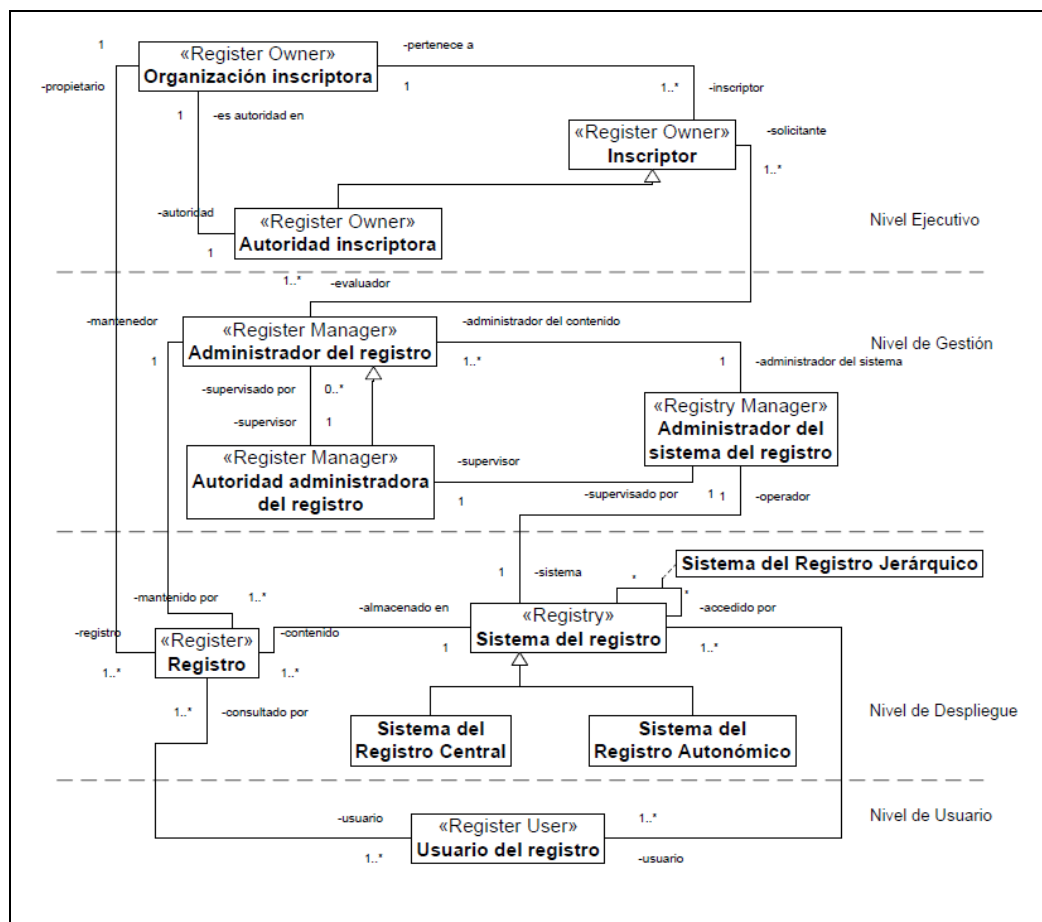 1
«Register Owner»
Organización inscriptora
-pertenece a
-propietario
1
1..*
-inscriptor
1
-es autoridad en
«Register Owner»
Inscriptor
-solicitante
1..*
-autoridad
«Register Owner»
Autoridad inscriptora
1
Nivel Ejecutivo
1..*
-evaluador
-mantenedor
«Register Manager»
Administrador del registro
-administrador del contenido
Nivel de Gestión
1
1..*
1
-administrador del sistema
-supervisado por
0..*
-supervisor
1
«Registry Manager»
Administrador del
sistema del registro
«Register Manager»
Autoridad administradora
del registro
-supervisor
1
-supervisado por
1
1
-operador
1
-sistema
Sistema del Registro Jerárquico
*
*
-mantenido por
1..*
-almacenado en
«Registry»
Sistema del registro
-accedido por
-registro
«Register»
Registro
-contenido
1
1..*
1..*
1..*
1..*
-consultado por
Sistema del
Registro Central
Sistema del
Registro Autonómico
Nivel de Despliegue
Nivel de Usuario
-usuario
«Register User»
Usuario del registro
1..*
1..*
-usuario